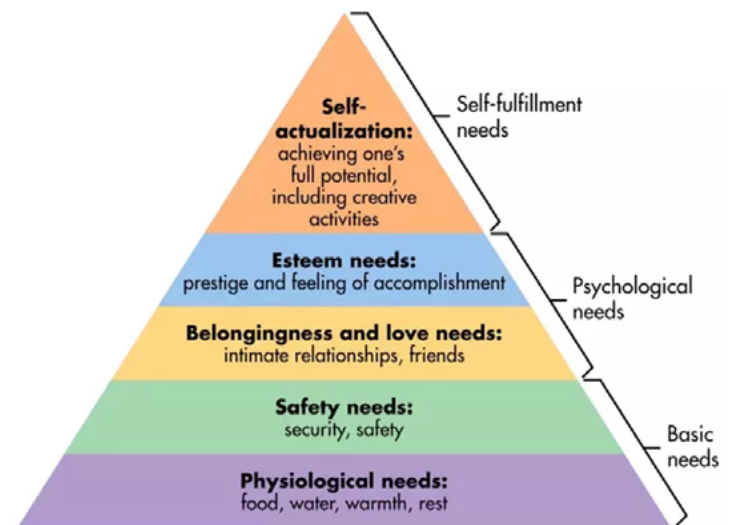 Self-
actualization:
achieving one's
full potential,
including creative
activities
Self-fulfillment
needs
Esteem needs:
prestige and feeling of accomplishment
Psychological
needs
Belongingness and love needs:
intimate relationships, friends
Safety needs:
security, safety
Basic
needs
Physiological needs:
food, water, warmth, rest